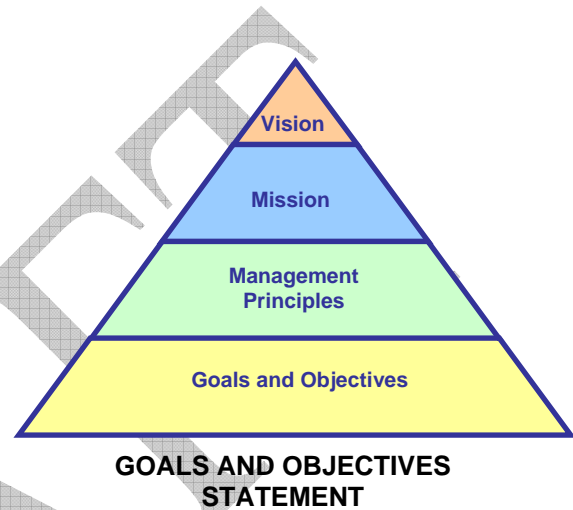 Vision
Mission
Management
Principles
Goals and Objectives
GOALS AND OBJECTIVES
STATEMENT